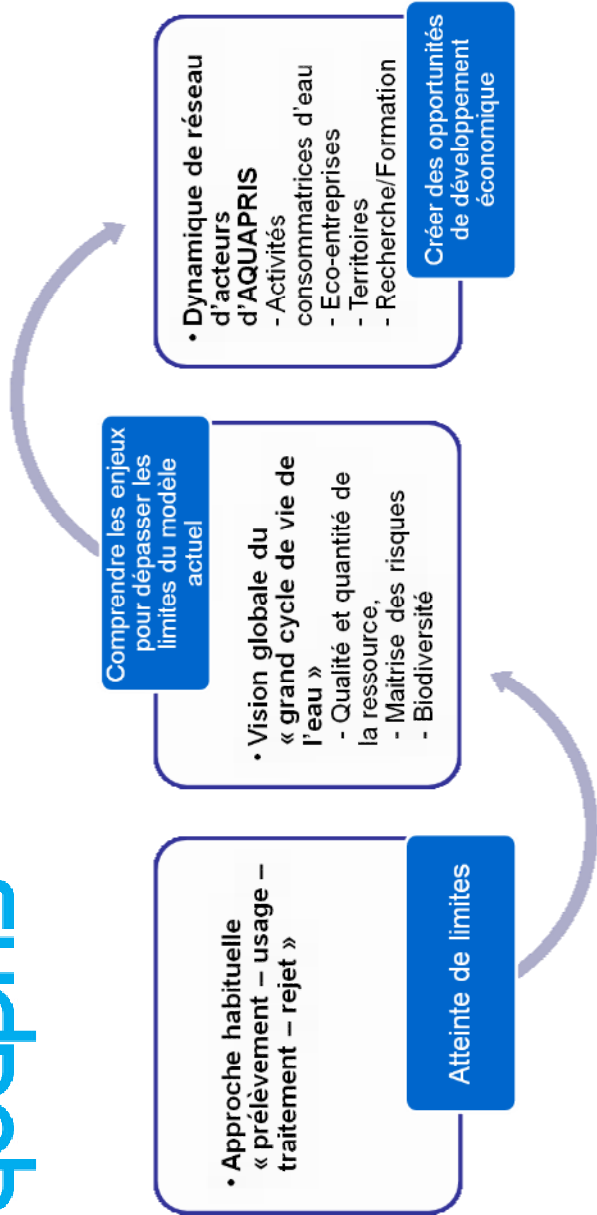 • Approche habituelle
« prélèvement – usage –
traitement – rejet »
Atteinte de limites
Comprendre les enjeux
pour dépasser les
limites du modèle
actuel
• Vision globale du
« grand cycle de vie de
l'eau »
- Qualité et quantité de
la ressource,
- Maitrise des risques
- Biodiversité
• Dynamique de réseau
d'acteurs
d'AQUAPRIS
- Activités
consommatrices d'eau
- Eco-entreprises
- Territoires
- Recherche/Formation
Créer des opportunités
de développement
économique